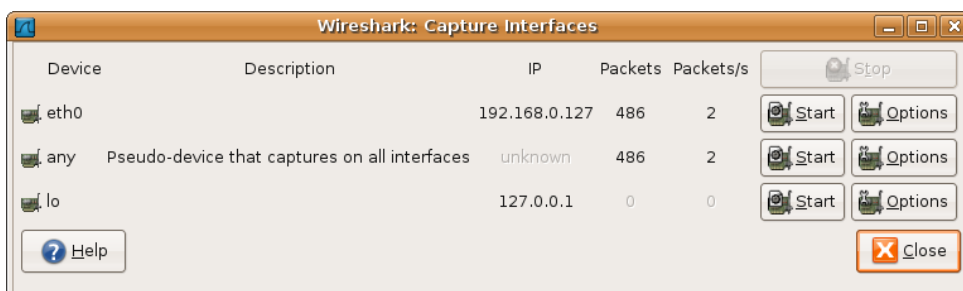 Wireshark: Capture Interfaces
Device Description IP Packets Packets/s Stop
eth0 192.168.0.127 486 2 Start Options
any Pseudo-device that captures on all interfaces unknown 486 2 Start Options
lo 127.0.0.1 0 0 Start Options
Help Close